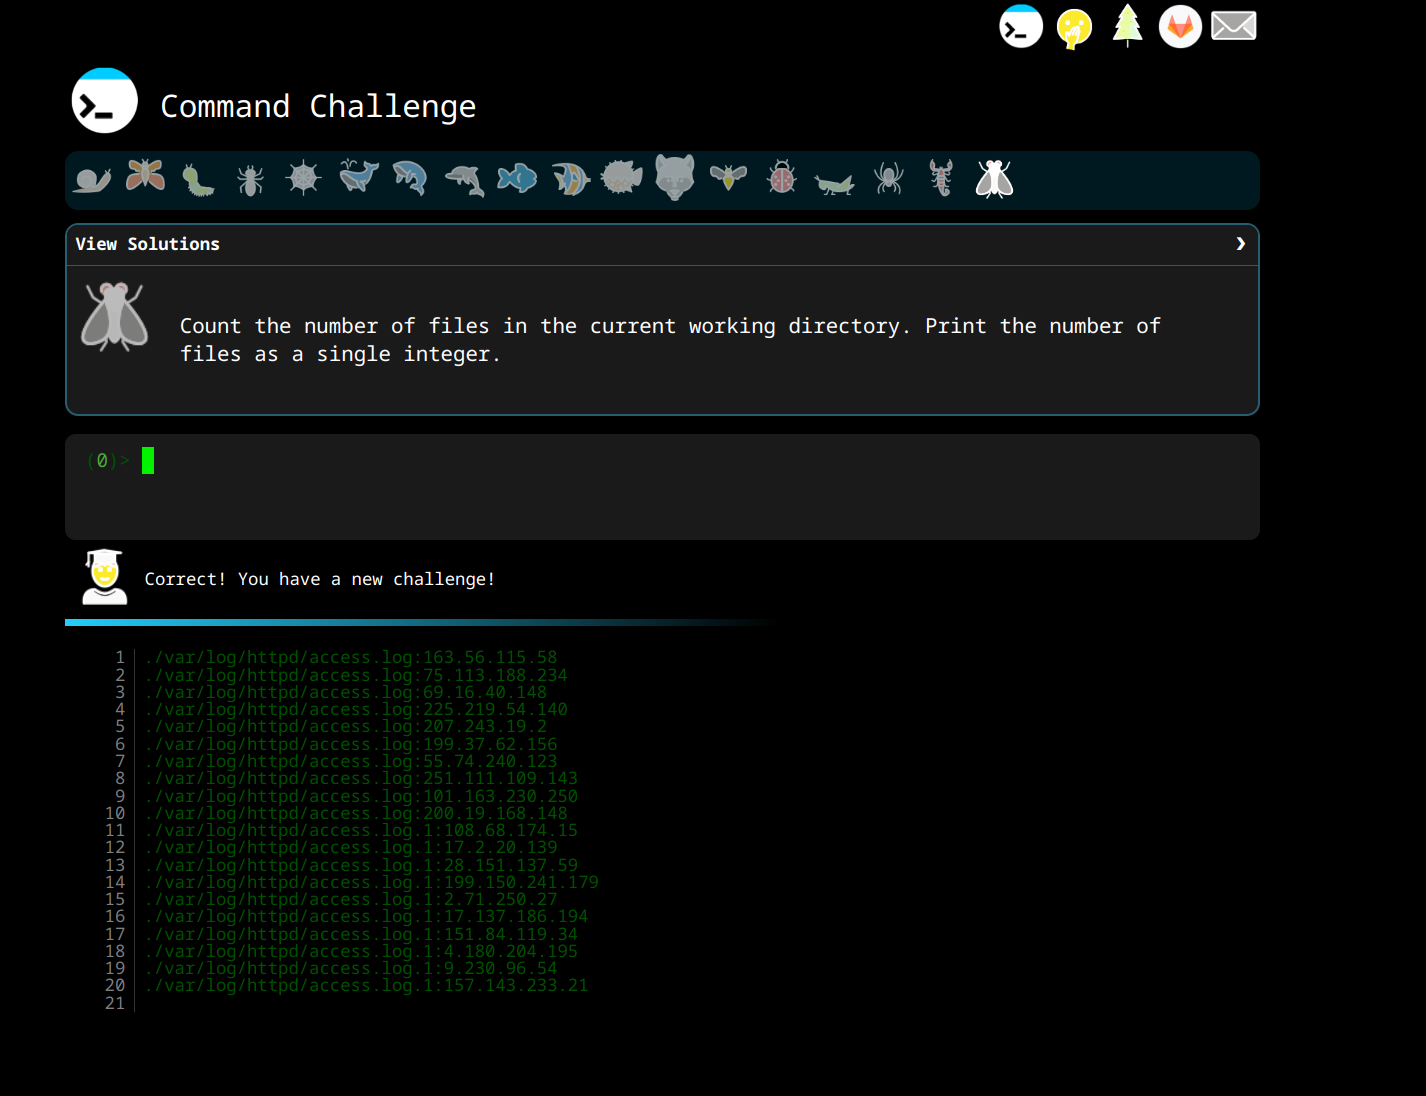 Command Challenge
View Solutions ›
Count the number of files in the current working directory. Print the number of
files as a single integer.
(0)>
Correct! You have a new challenge!
1 ./var/log/httpd/access.log:163.56.115.58
2 ./var/log/httpd/access.log:75.113.188.234
3 ./var/log/httpd/access.log:69.16.40.148
4 ./var/log/httpd/access.log:225.219.54.140
5 ./var/log/httpd/access.log:207.243.19.2
6 ./var/log/httpd/access.log:199.37.62.156
7 ./var/log/httpd/access.log:55.74.240.123
8 ./var/log/httpd/access.log:251.111.109.143
9 ./var/log/httpd/access.log:101.163.230.250
10 ./var/log/httpd/access.log:200.19.168.148
11 ./var/log/httpd/access.log.1:108.68.174.15
12 ./var/log/httpd/access.log.1:17.2.20.139
13 ./var/log/httpd/access.log.1:28.151.137.59
14 ./var/log/httpd/access.log.1:199.150.241.179
15 ./var/log/httpd/access.log.1:2.71.250.27
16 ./var/log/httpd/access.log.1:17.137.186.194
17 ./var/log/httpd/access.log.1:151.84.119.34
18 ./var/log/httpd/access.log.1:4.180.204.195
19 ./var/log/httpd/access.log.1:9.230.96.54
20 ./var/log/httpd/access.log.1:157.143.233.21
21